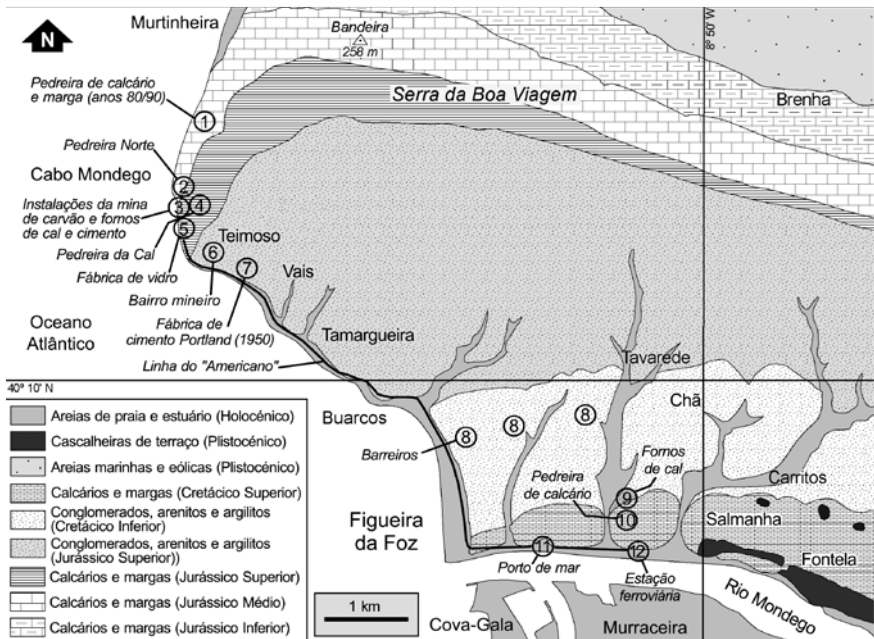 Murtinheira
Bandeira
258 m
8° 50' W
N
Pedreira de calcário
e marga (anos 80/90)
1
Serra da Boa Viagem
Brenha
Pedreira Norte
Cabo Mondego
2
Instalações da mina
de carvão e fornos
de cal e cimento
3
4
5
Pedreira da Cal
Teimoso
6
Fábrica de vidro
7
Vais
Bairro mineiro
Oceano
Atlântico
Fábrica de
cimento Portland (1950)
Tamargueira
Linha do "Americano"
Tavarede
40° 10' N
Chã
Buarcos
8
8
8
Barreiros
Fornos
de cal
Pedreira
de calcário
Carritos
9
10
Figueira
da Foz
Salmanha
11
12
Fontela
Porto de mar
Estação
ferroviária
Rio Mondego
1 km
Cova-Gala
Murraceira
Areias de praia e estuário (Holocénico)
Cascalheiras de terraço (Plistocénico)
Areias marinhas e eólicas (Plistocénico)
Calcários e margas (Cretácico Superior)
Conglomerados, arenitos e argilitos
(Cretácico Inferior)
Conglomerados, arenitos e argilitos
(Jurássico Superior))
Calcários e margas (Jurássico Superior)
Calcários e margas (Jurássico Médio)
Calcários e margas (Jurássico Inferior)